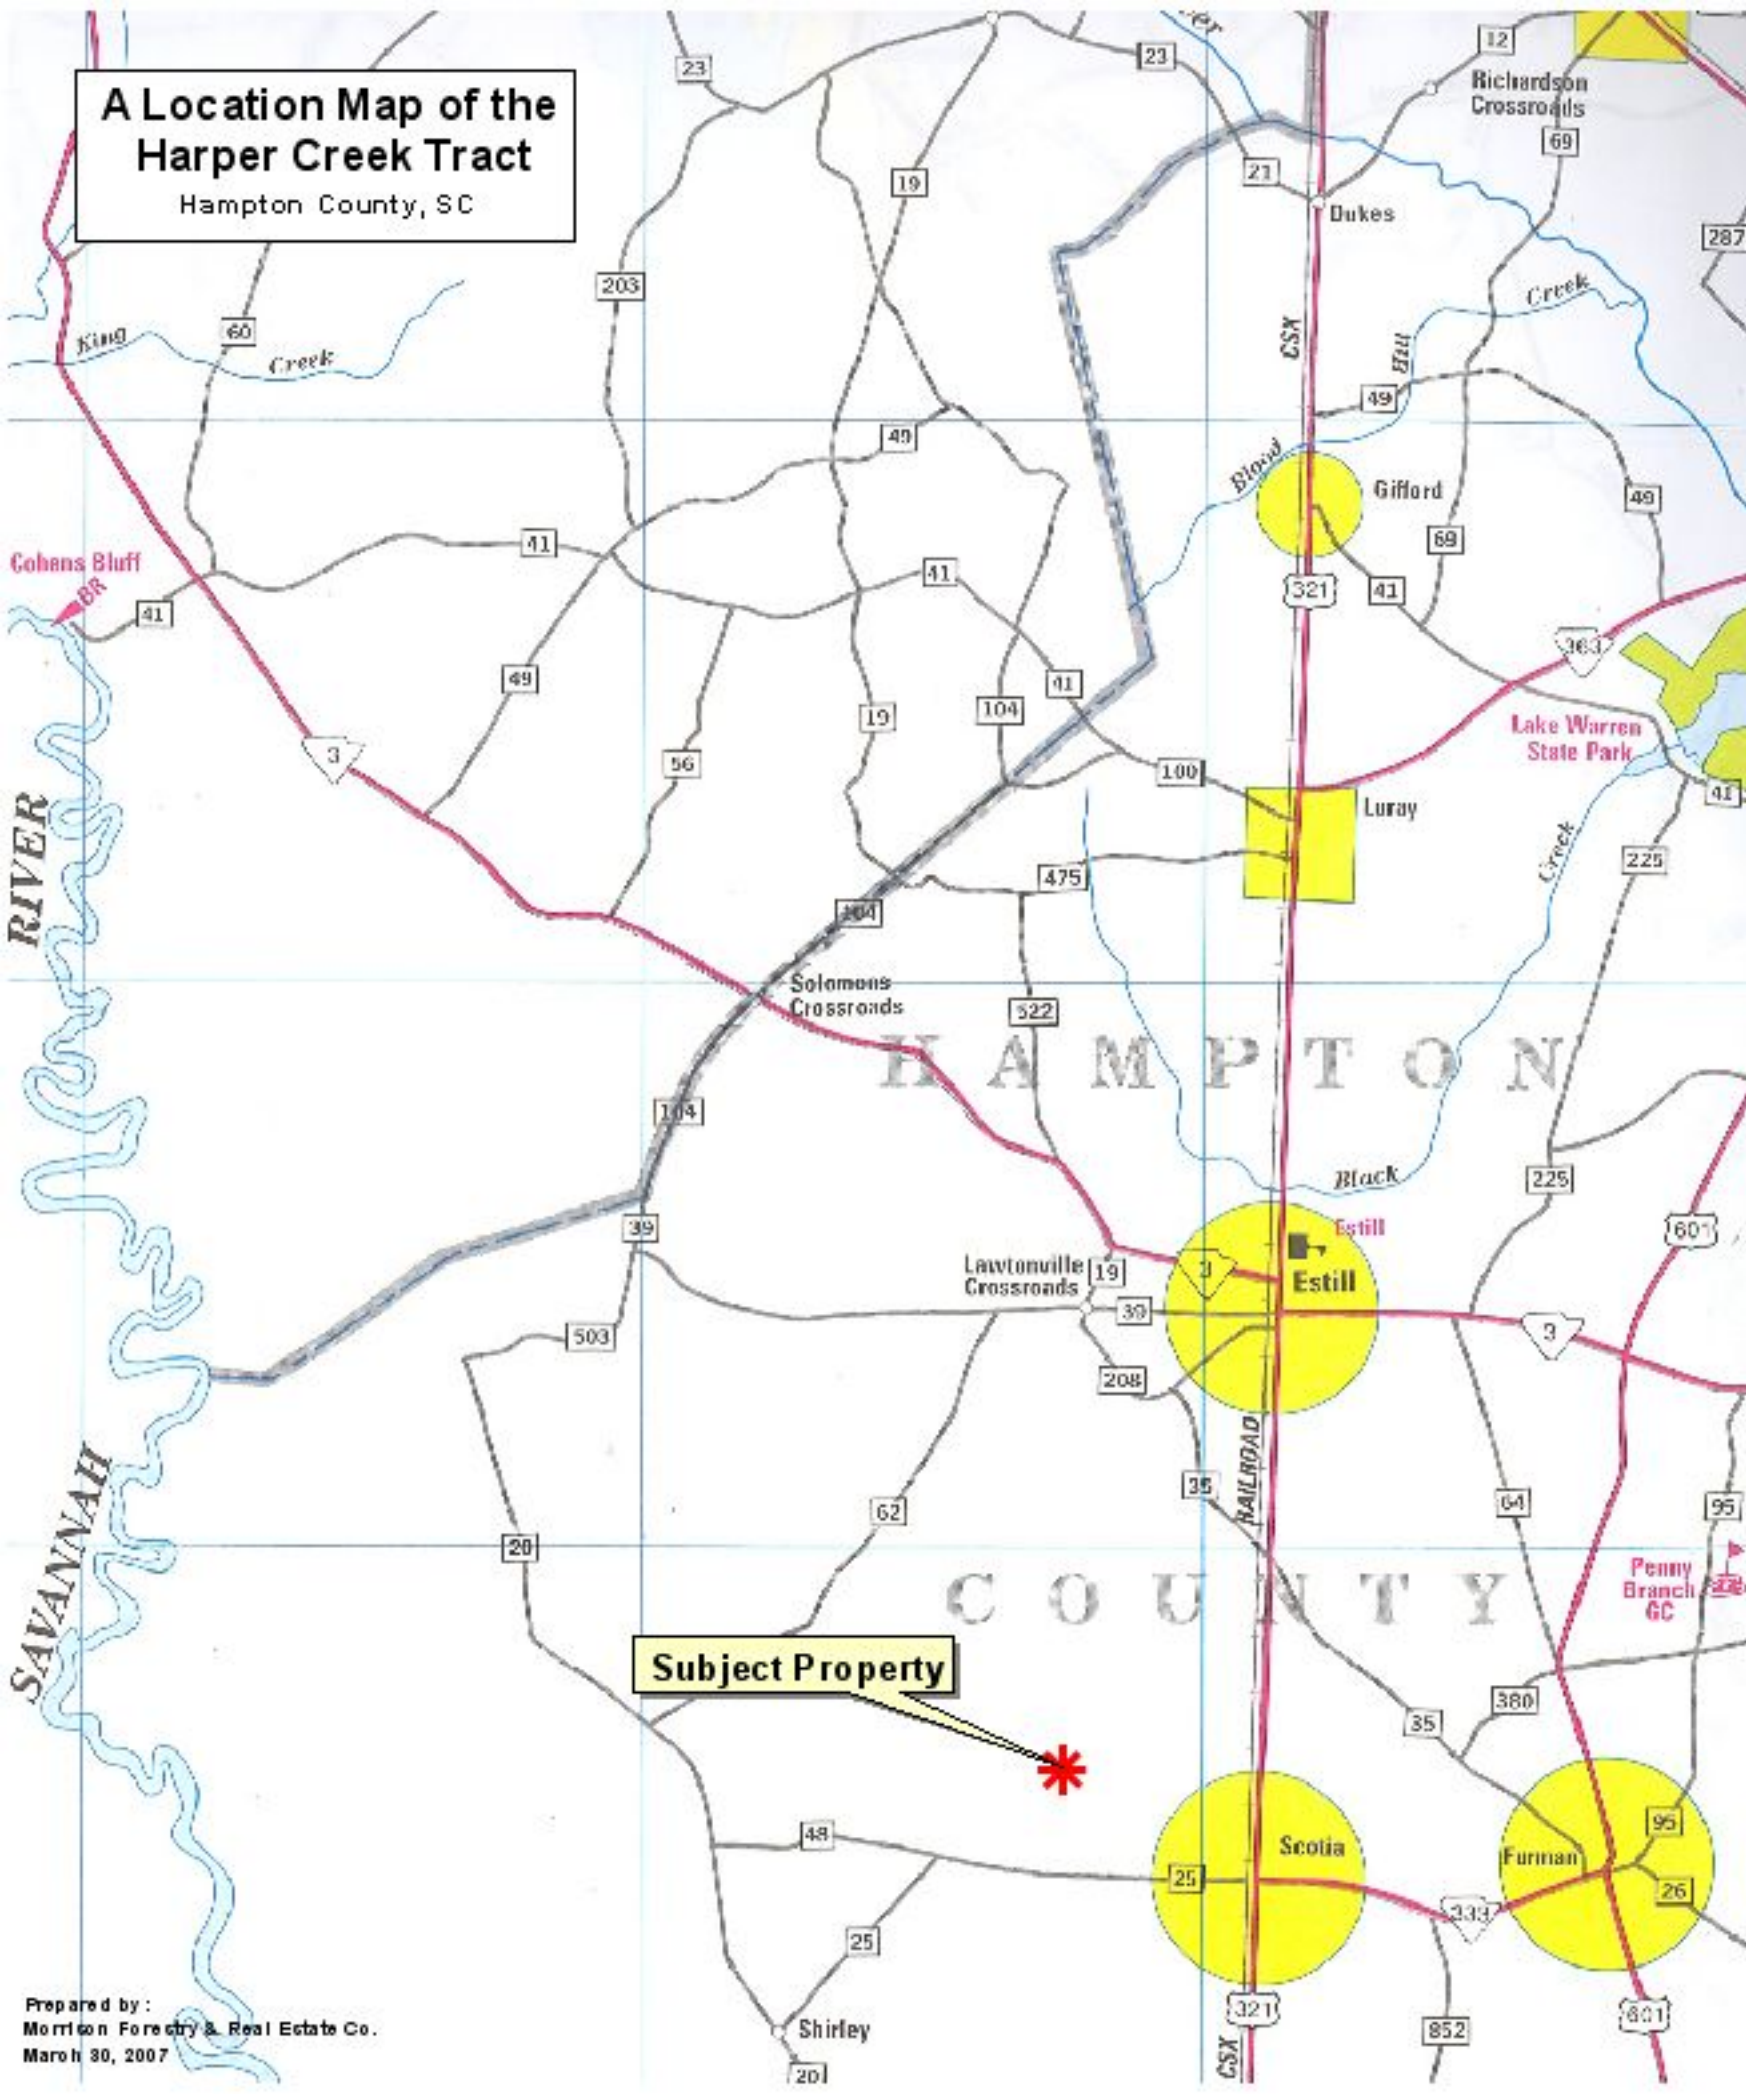 A Location Map of the
Harper Creek Tract
Hampton County, SC
23
23
12
Richardson
Crossroads
69
19
21
Dukes
287
203
60
King
Creek
Creek
CSX
Hill
49
49
Blood
Gifford
49
69
41
41
Cohens Bluff
BR
41
321
41
363
49
41
104
19
Lake Warren
State Park
3
56
100
41
Luray
RIVER
Creek
225
475
104
Solomons
Crossroads
522
HAMPTON
104
Black
225
39
601
Estill
Lawtonville
Crossroads
19
3
Estill
39
3
503
208
RAILROAD
35
62
64
95
SAVANNAH
20
Penny
Branch
GC
COUNTY
Subject Property
380
35
95
48
Scotia
Furman
25
26
333
25
Prepared by :
Morrison Forestry & Real Estate Co.
March 30, 2007
Shirley
321
852
601
CSX
20